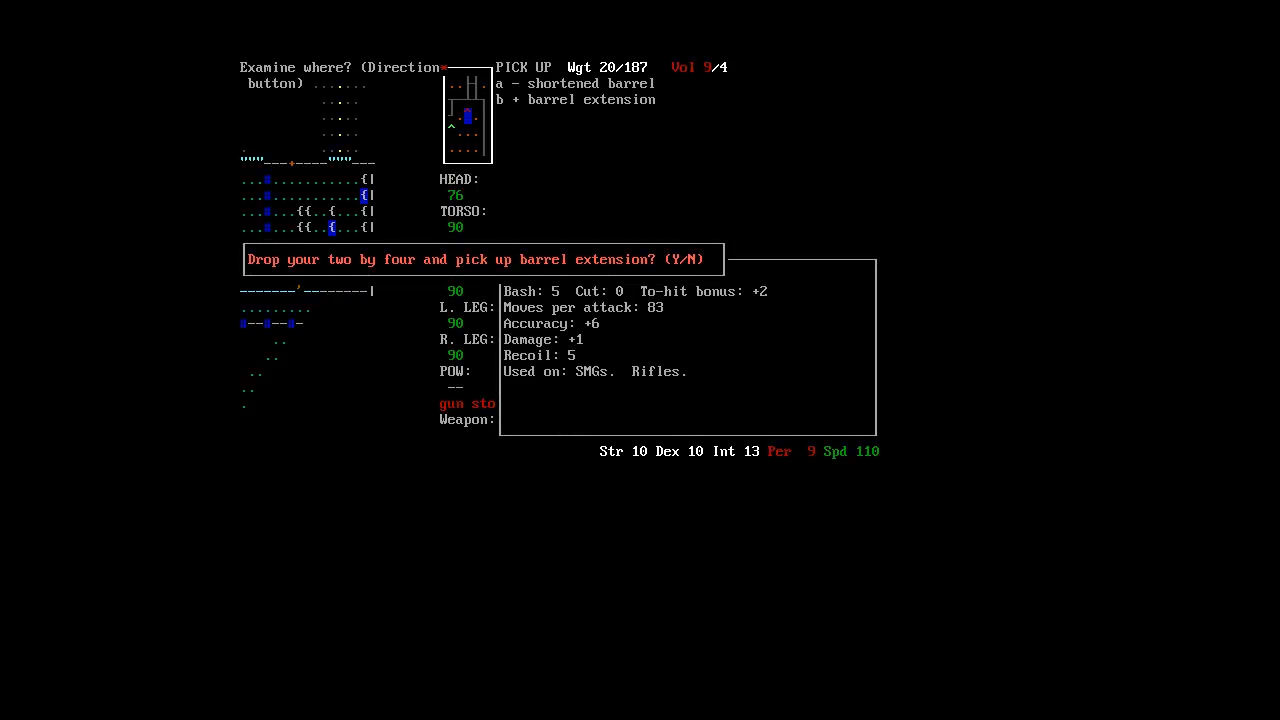 Examine where? (Direction
button)
PICK UP Wgt 20/187 Vol 9/4
a - shortened barrel
b + barrel extension
HEAD:
76
TORSO:
90
Drop your two by four and pick up barrel extension? (Y/N)
90
L. LEG:
90
R. LEG:
90
POW:
--
gun sto
Weapon:
Bash: 5 Cut: 0 To-hit bonus: +2
Moves per attack: 83
Accuracy: +6
Damage: +1
Recoil: 5
Used on: SMGs. Rifles.
Str 10 Dex 10 Int 13 Per 9 Spd 110